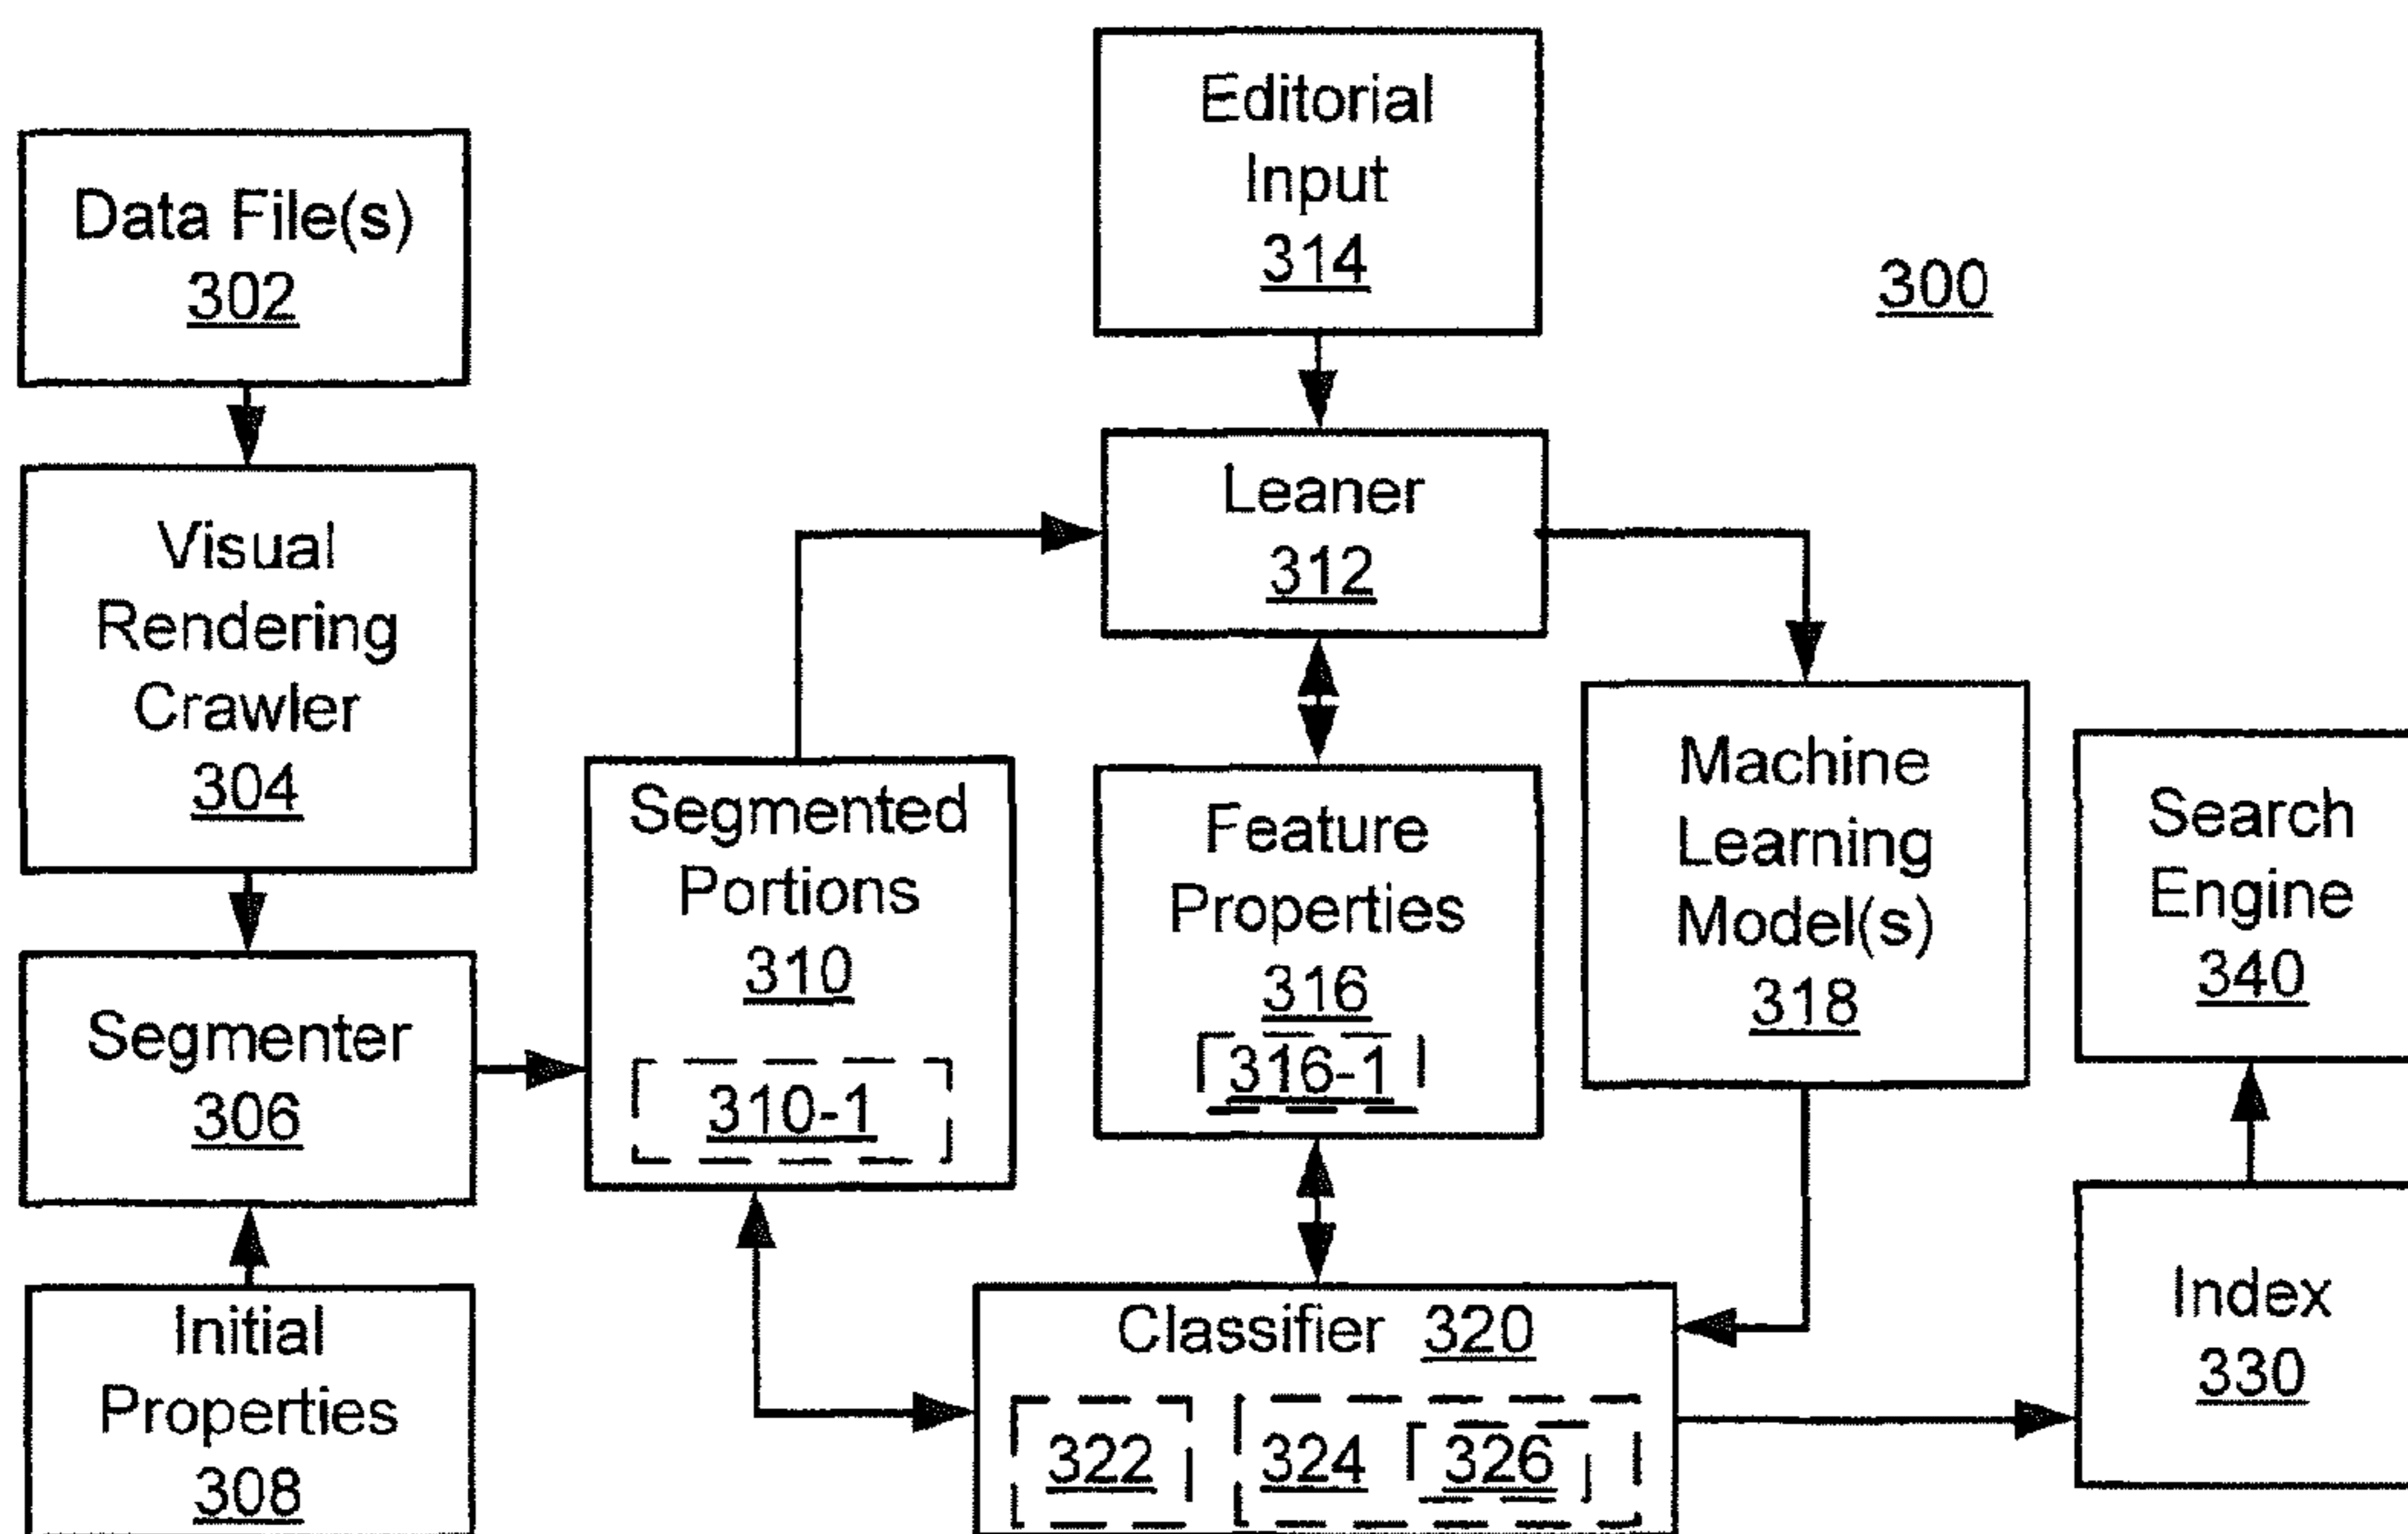 Data File(s)
302
Visual
Rendering
Crawler
304
Segmenter
306
Initial
Properties
308
Segmented
Portions
310
310-1
Editorial
Input
314
Leaner
312
Feature
Properties
316
316-1
Classifier 320
322 324 326
300
Machine
Learning
Model(s)
318
Search
Engine
340
Index
330